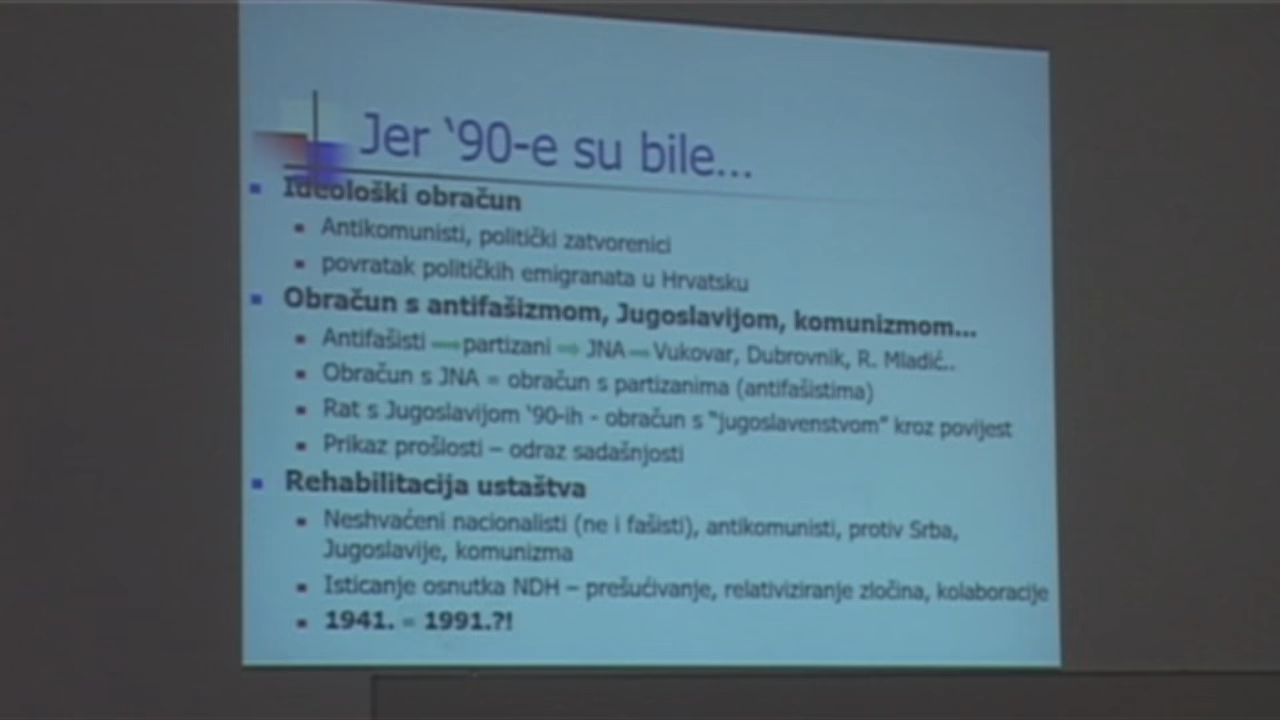 Jer '90-e su bile...
Ideološki obračun
Antikomunisti, politički zatvorenici
povratak političkih emigranata u Hrvatsku
Obračun s antifašizmom, Jugoslavijom, komunizmom...
Antifašisti → partizani → JNA → Vukovar, Dubrovnik, R. Mladić..
Obračun s JNA = obračun s partizanima (antifašistima)
Rat s Jugoslavijom '90-ih - obračun s "jugoslavenstvom" kroz povijest
Prikaz prošlosti – odraz sadašnjosti
Rehabilitacija ustaštva
Neshvaćeni nacionalisti (ne i fašisti), antikomunisti, protiv Srba,
Jugoslavije, komunizma
Isticanje osnutka NDH – prešućivanje, relativiziranje zločina, kolaboracije
1941. = 1991.?!